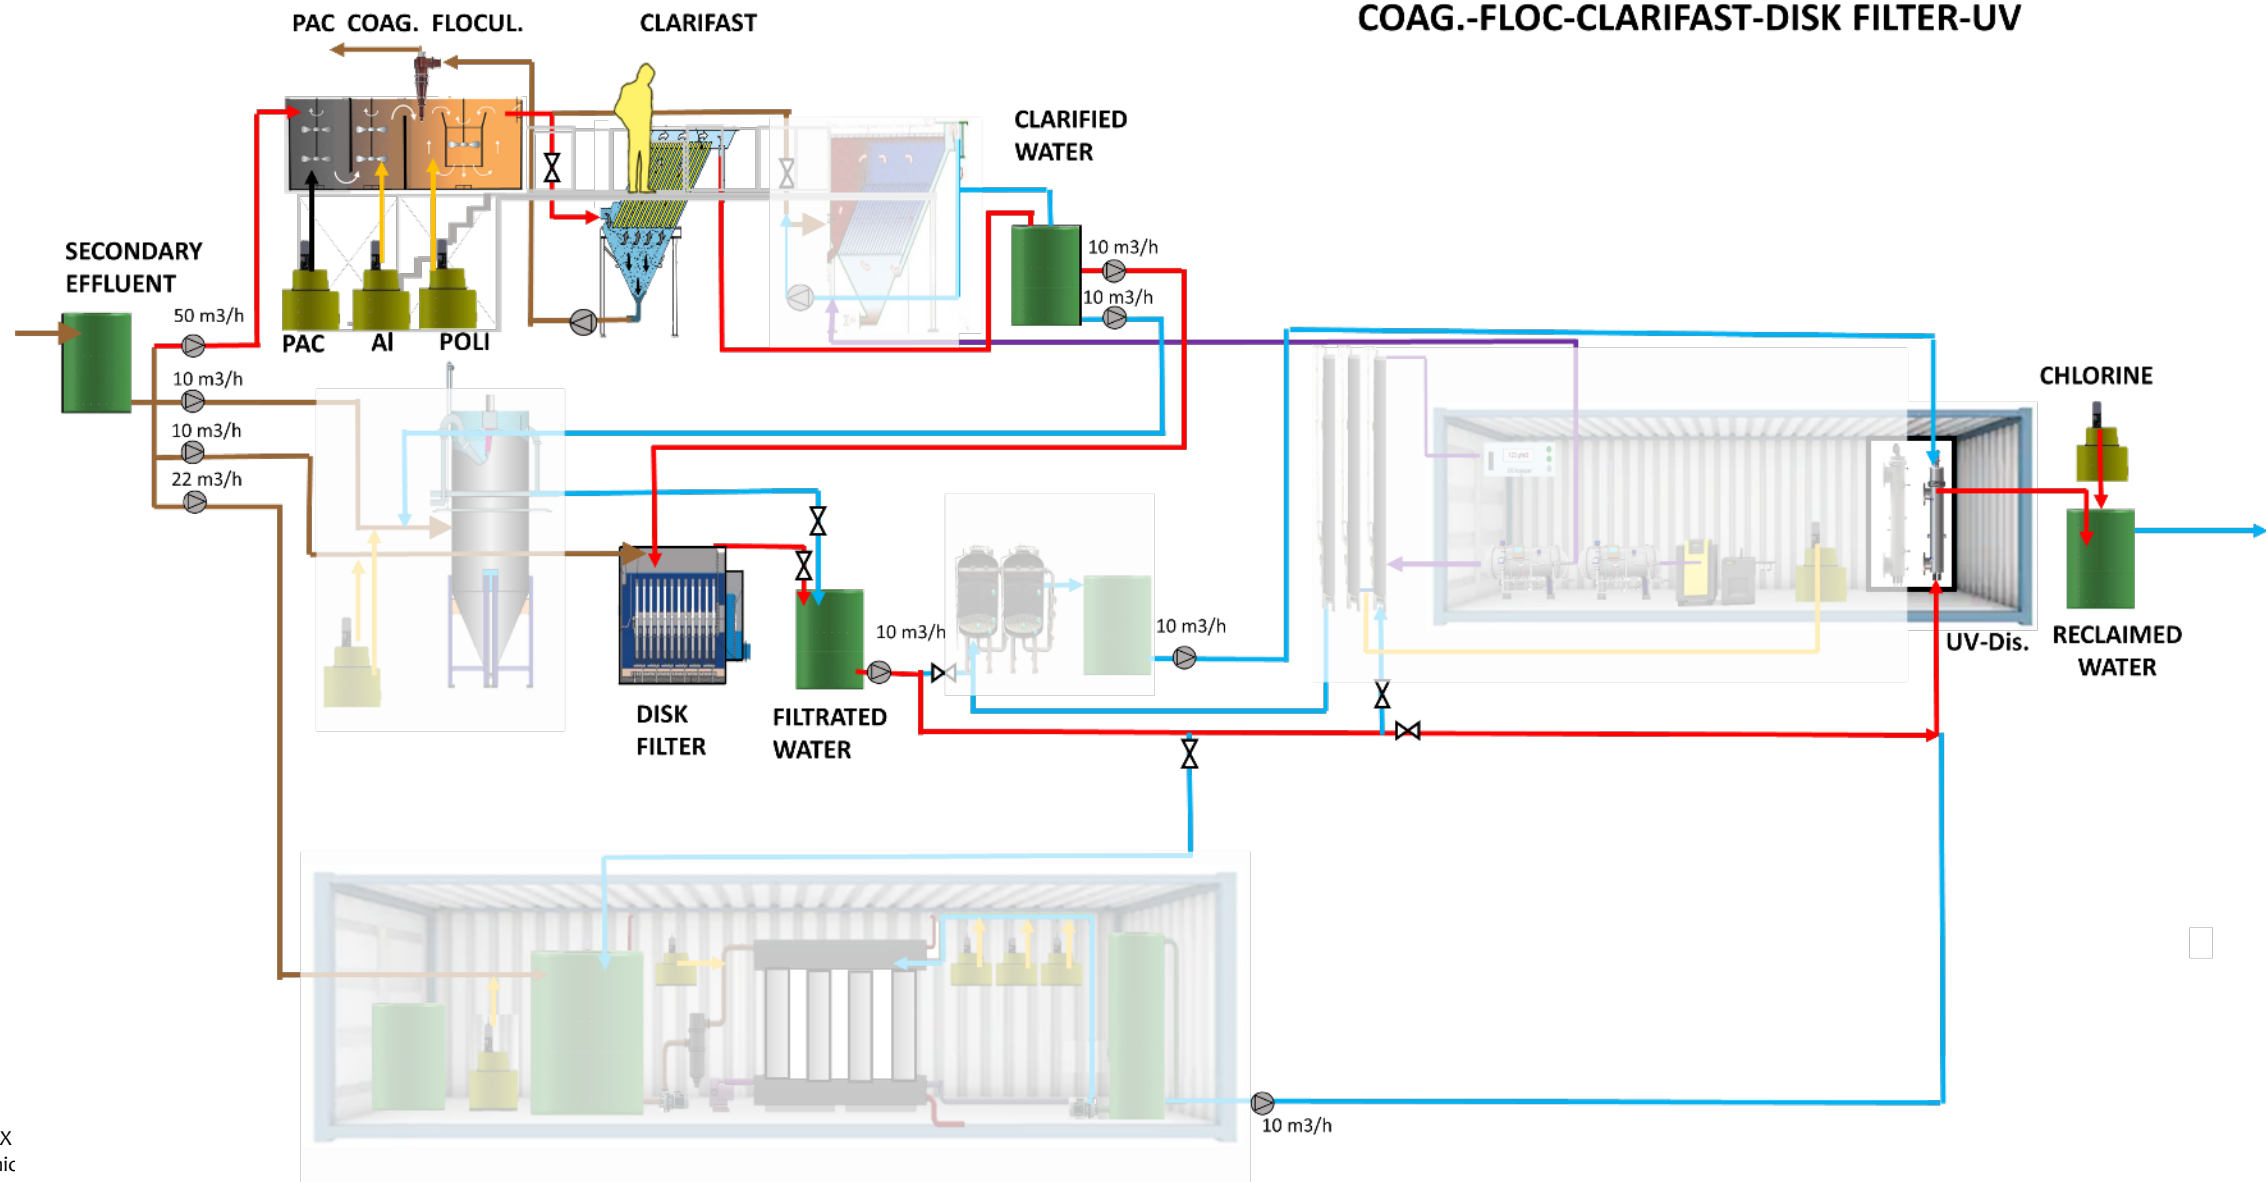 COAG.-FLOC-CLARIFAST-DISK FILTER-UV
PAC COAG. FLOCUL.
CLARIFAST
CLARIFIED
WATER
SECONDARY
EFFLUENT
50 m3/h
10 m3/h
10 m3/h
22 m3/h
PAC
Al
POLI
10 m3/h
10 m3/h
CHLORINE
DISK
FILTER
FILTRATED
WATER
10 m3/h
10 m3/h
UV-Dis.
RECLAIMED
WATER
10 m3/h
X